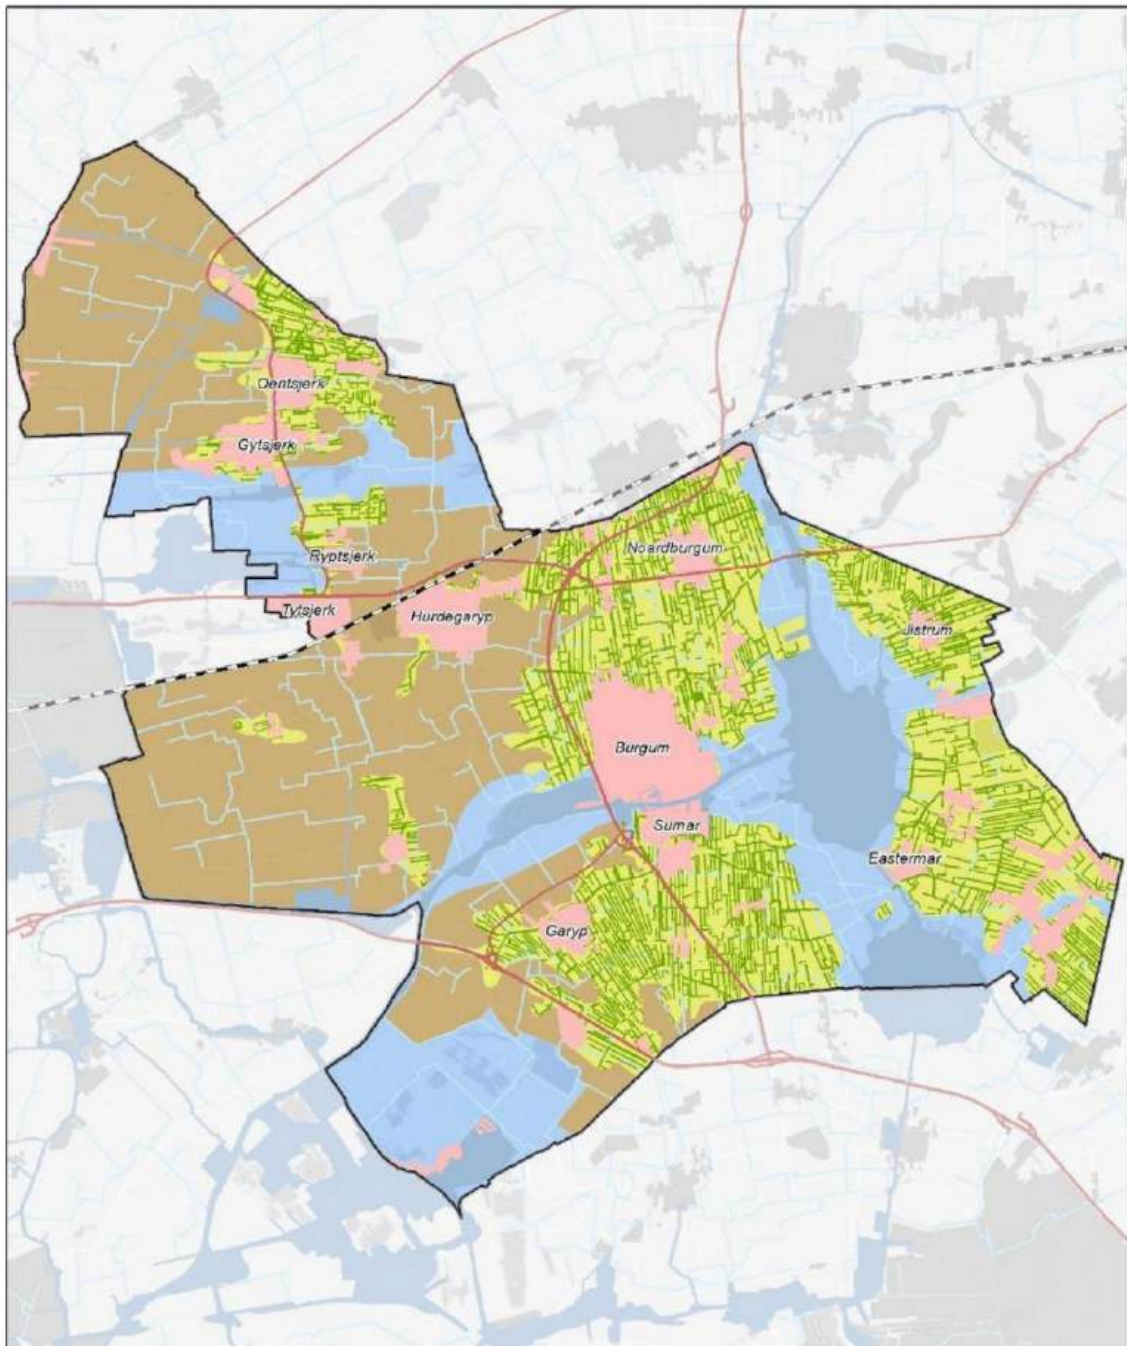 Oentsjerk
Gytsjerk
Noardburgum
Ryptsjerk
Tytsjerk
Hurdegaryp
Jistrum
Burgum
Sumar
Eastermar
Garyp